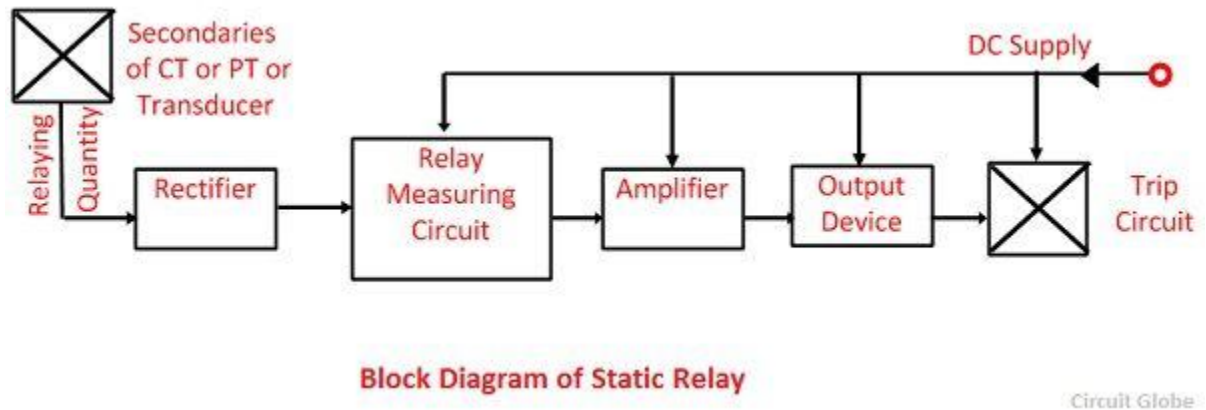 Secondaries
of CT or PT or
Transducer
DC Supply
Relaying
Quantity
Rectifier
Relay
Measuring
Circuit
Amplifier
Output
Device
Trip
Circuit
Block Diagram of Static Relay
Circuit Globe